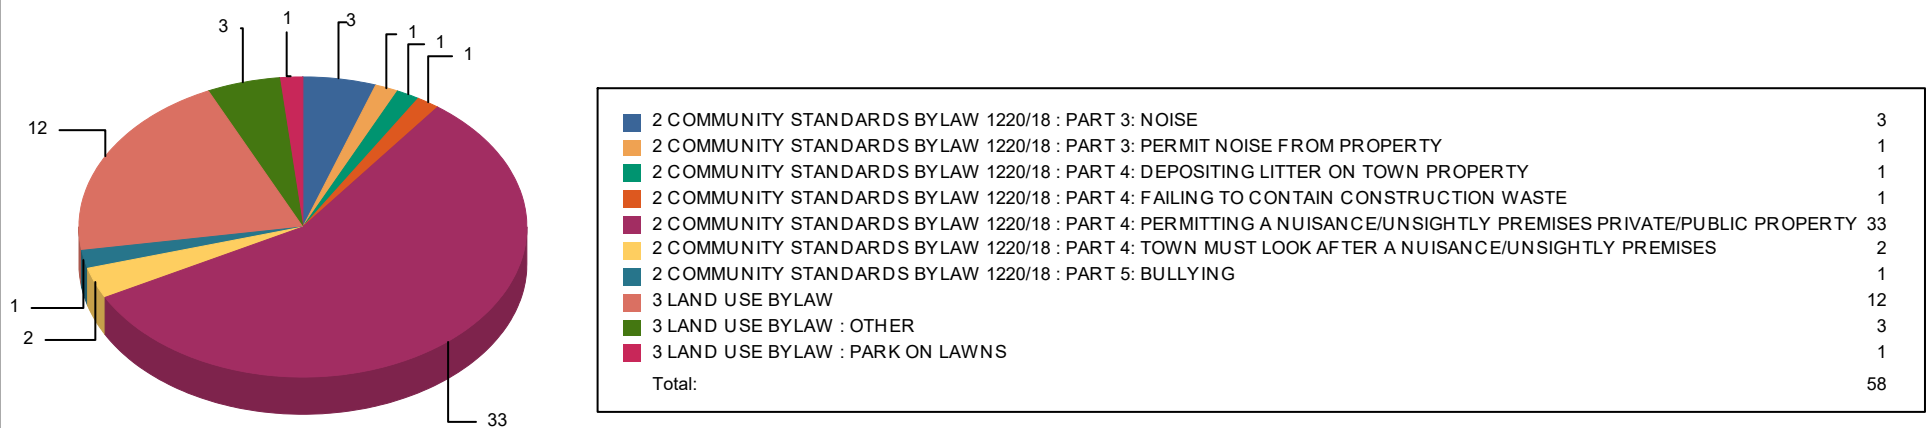 3
1
3
1
1
1
12
1
2
33
2 COMMUNITY STANDARDS BYLAW 1220/18 : PART 3: NOISE 3
2 COMMUNITY STANDARDS BYLAW 1220/18 : PART 3: PERMIT NOISE FROM PROPERTY 1
2 COMMUNITY STANDARDS BYLAW 1220/18 : PART 4: DEPOSITING LITTER ON TOWN PROPERTY 1
2 COMMUNITY STANDARDS BYLAW 1220/18 : PART 4: FAILING TO CONTAIN CONSTRUCTION WASTE 1
2 COMMUNITY STANDARDS BYLAW 1220/18 : PART 4: PERMITTING A NUISANCE/UNSIGHTLY PREMISES PRIVATE/PUBLIC PROPERTY 33
2 COMMUNITY STANDARDS BYLAW 1220/18 : PART 4: TOWN MUST LOOK AFTER A NUISANCE/UNSIGHTLY PREMISES 2
2 COMMUNITY STANDARDS BYLAW 1220/18 : PART 5: BULLYING 1
3 LAND USE BYLAW 12
3 LAND USE BYLAW : OTHER 3
3 LAND USE BYLAW : PARK ON LAWNS 1
Total: 58